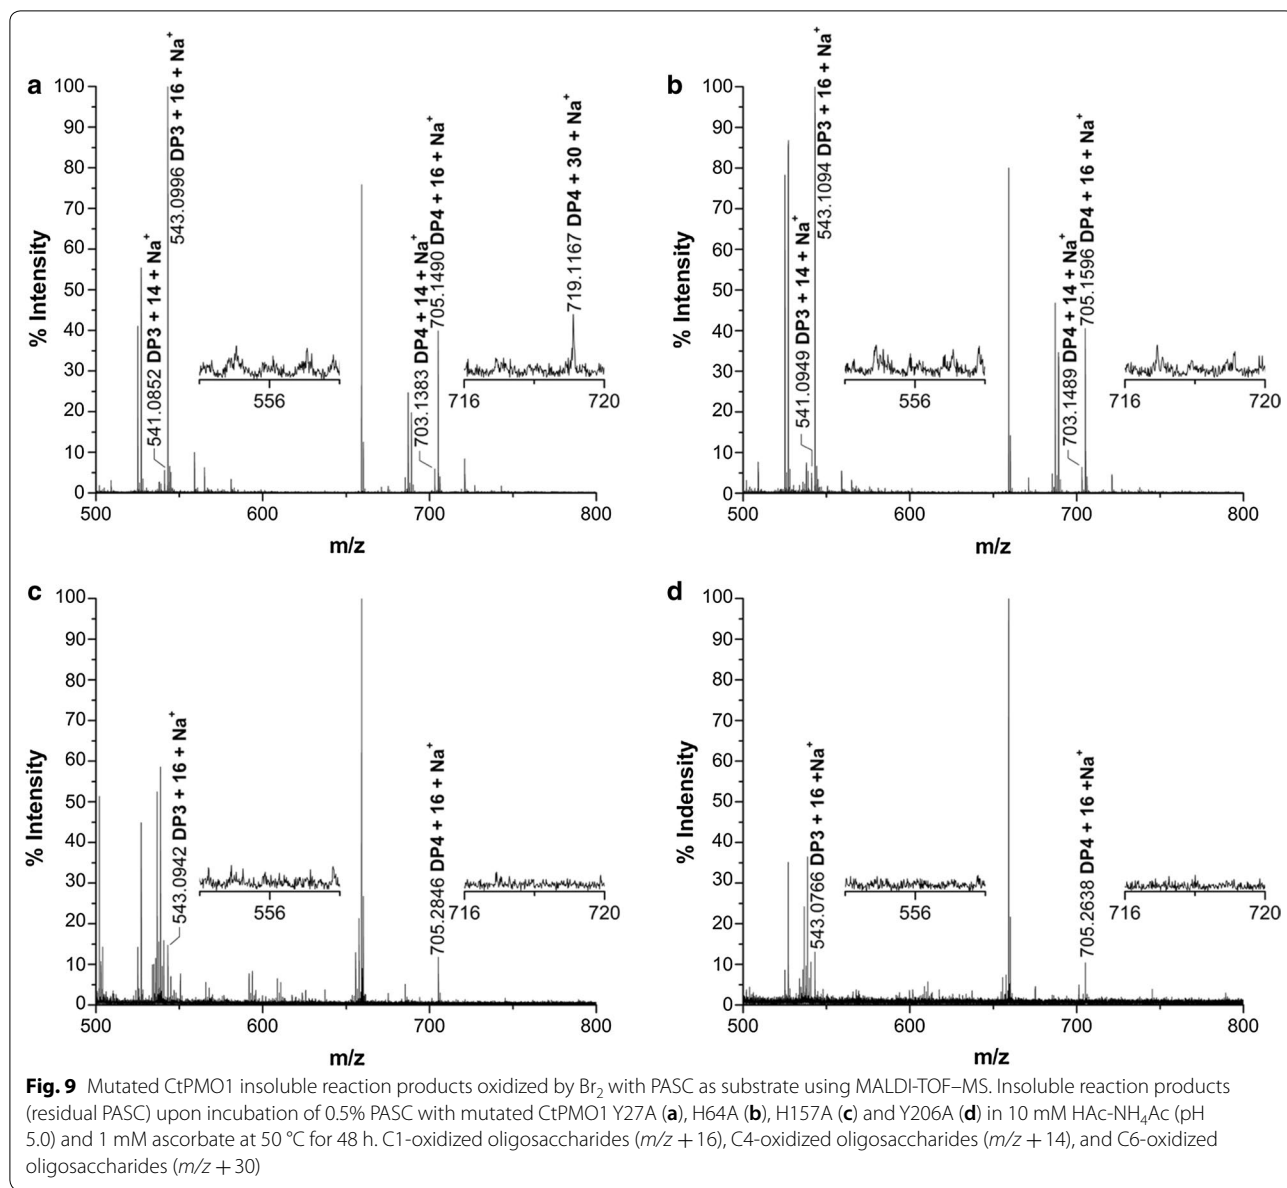 a
% Intensity
100
90
80
70
60
50
40
30
20
10
0
541.0852 DP3 + 14 + Na+
543.0996 DP3 + 16 + Na+
703.1383 DP4 + 14 + Na+
705.1490 DP4 + 16 + Na+
719.1167 DP4 + 30 + Na+
556
716 720
500 600 700 800
m/z
b
% Intensity
100
90
80
70
60
50
40
30
20
10
0
541.0949 DP3 + 14 + Na+
543.1094 DP3 + 16 + Na+
703.1489 DP4 + 14 + Na+
705.1596 DP4 + 16 + Na+
556
716 720
500 600 700 800
m/z
c
% Intensity
100
90
80
70
60
50
40
30
20
10
0
543.0942 DP3 + 16 + Na+
705.2846 DP4 + 16 + Na+
556
716 720
500 600 700 800
m/z
d
% Indensity
100
90
80
70
60
50
40
30
20
10
0
543.0766 DP3 + 16 +Na+
705.2638 DP4 + 16 +Na+
556
716 720
500 600 700 800
m/z
Fig. 9 Mutated CtPMO1 insoluble reaction products oxidized by Br2 with PASC as substrate using MALDI-TOF–MS. Insoluble reaction products
(residual PASC) upon incubation of 0.5% PASC with mutated CtPMO1 Y27A (a), H64A (b), H157A (c) and Y206A (d) in 10 mM HAc-NH4Ac (pH
5.0) and 1 mM ascorbate at 50 °C for 48 h. C1-oxidized oligosaccharides (m/z + 16), C4-oxidized oligosaccharides (m/z + 14), and C6-oxidized
oligosaccharides (m/z + 30)